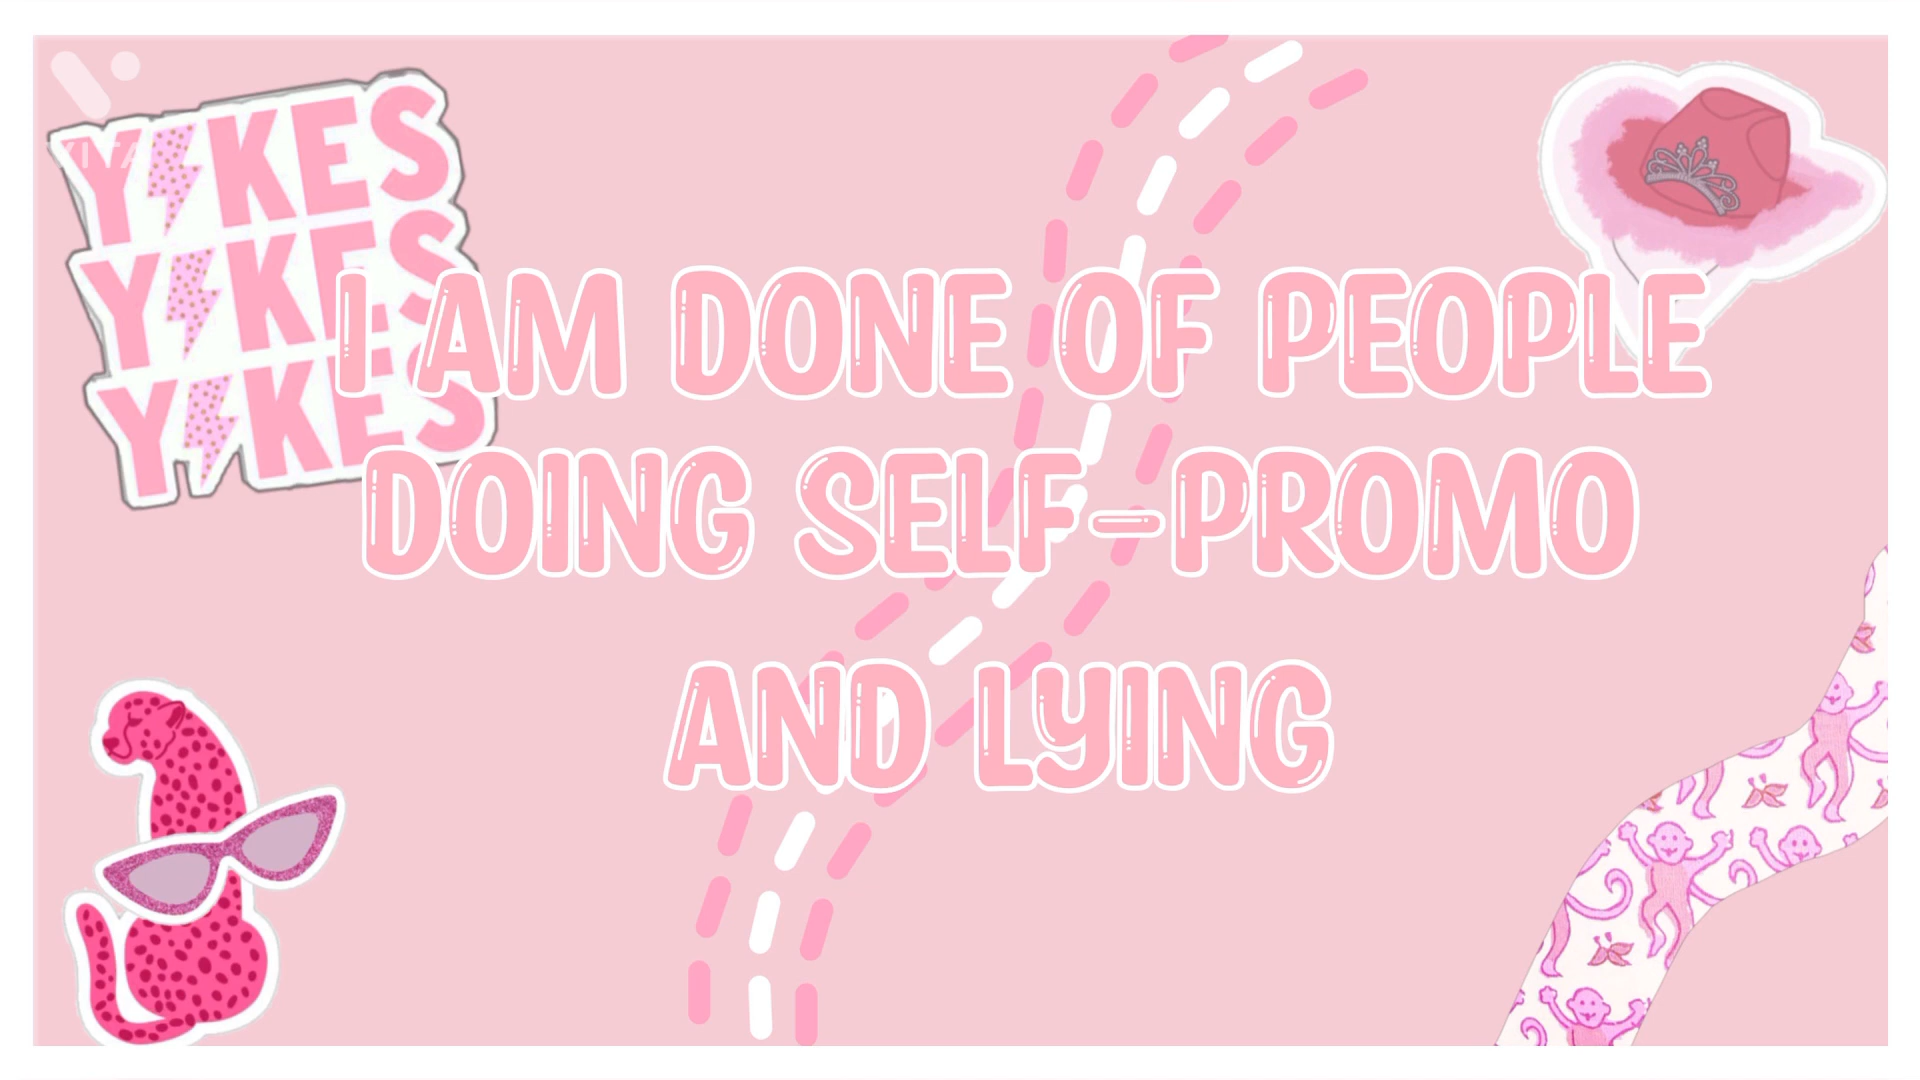 YIKES
YIKES
YIKES
I AM DONE OF PEOPLE
DOING SELF-PROMO
AND LYING